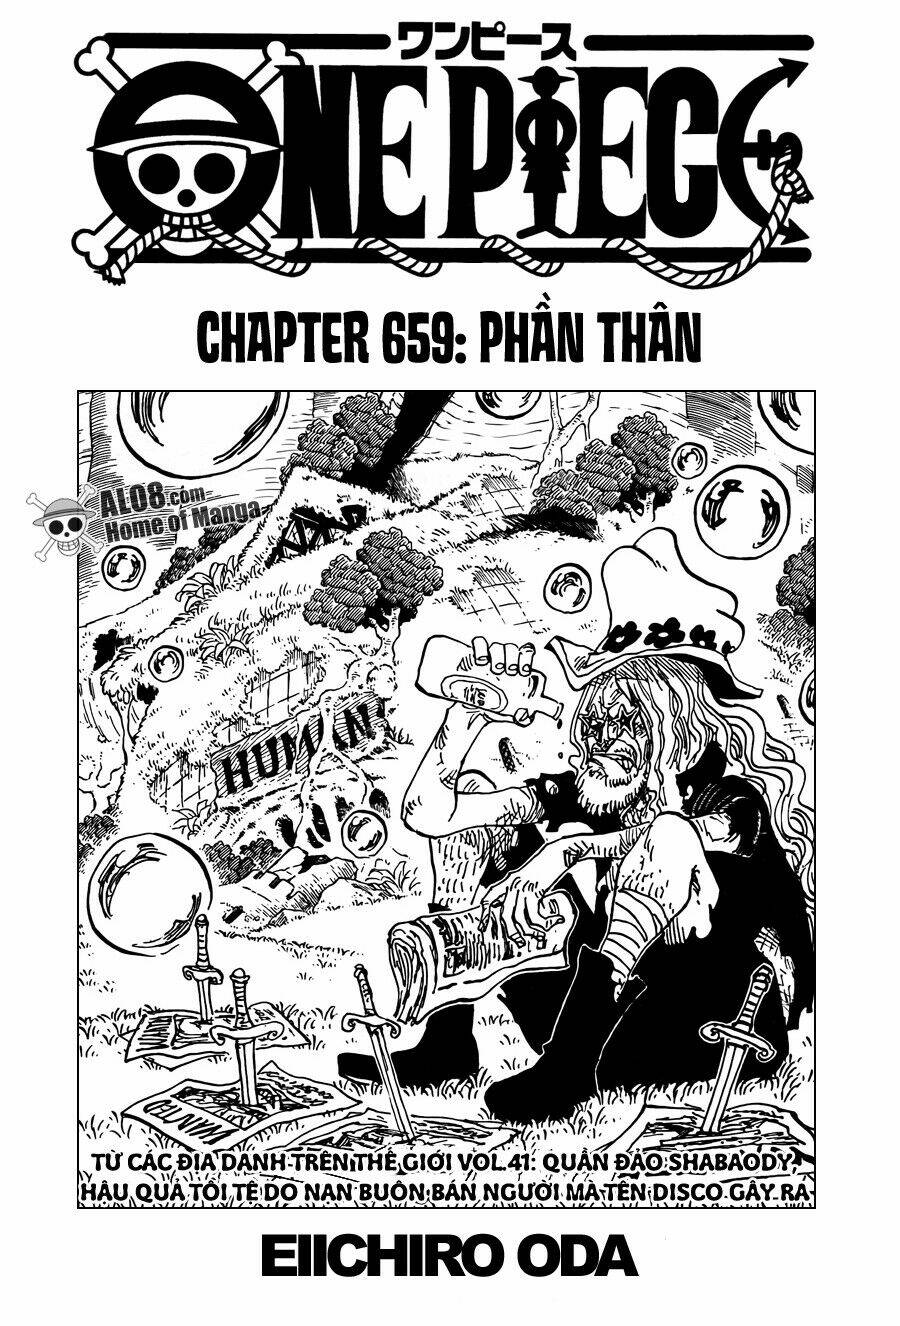 ワンピース
ONE PIECE
CHAPTER 659: PHẦN THÂN
AL08.com
Home of Manga
HUMAN
WANTED
TỪ CÁC ĐỊA DANH TRÊN THẾ GIỚI VOL 41: QUẦN ĐẢO SHABAODY,
HẬU QUẢ TỒI TỆ DO NẠN BUÔN BÁN NGƯỜI MÀ TÊN DISCO GÂY RA
EIICHIRO ODA